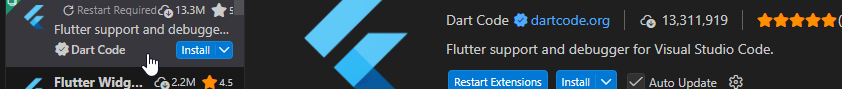 Restart Required 13.3M 5
Flutter support and debugge...
Dart Code Install
Flutter Widg... 2.2M 4.5
Dart Code dartcode.org | 13,311,919 |
Flutter support and debugger for Visual Studio Code.
Restart Extensions Install Auto Update